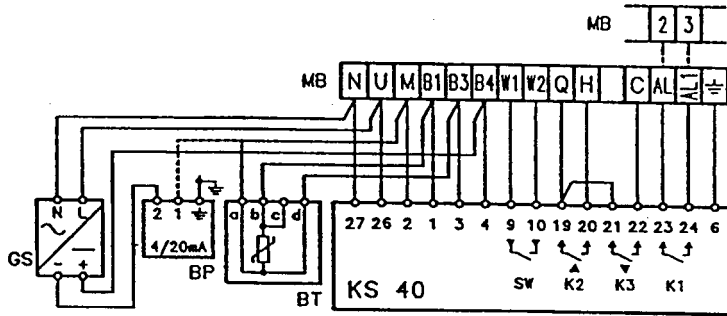 MB 2 3
MB N U M B1 B3 B4 W1 W2 Q H C AL AL1
N L 2 1 a b c d 27 26 2 1 3 4 9 10 19 20 21 22 23 24 6
GS - + 4/20mA BP BT KS 40 SW K2 K3 K1